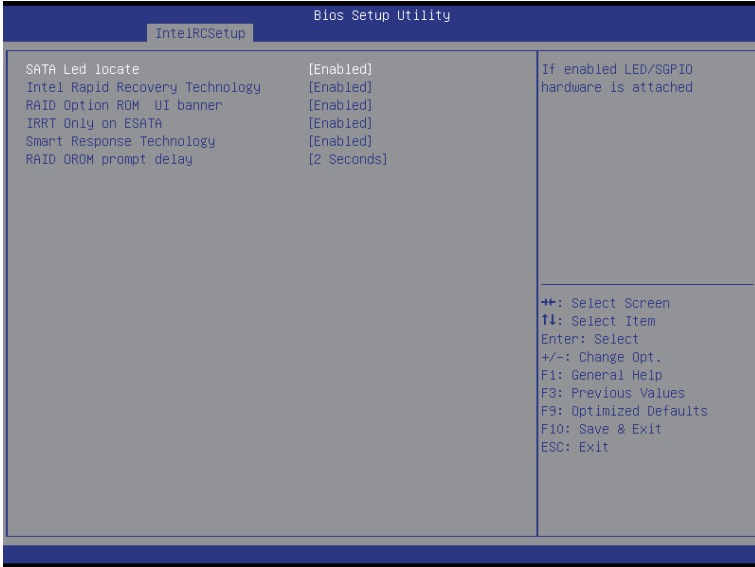 Bios Setup Utility
IntelRCSetup
SATA Led locate [Enabled]
Intel Rapid Recovery Technology [Enabled]
RAID Option ROM  UI banner [Enabled]
IRRT Only on ESATA [Enabled]
Smart Response Technology [Enabled]
RAID OROM prompt delay [2 Seconds]
If enabled LED/SGPIO
hardware is attached
→←: Select Screen
↑↓: Select Item
Enter: Select
+/-: Change Opt.
F1: General Help
F3: Previous Values
F9: Optimized Defaults
F10: Save & Exit
ESC: Exit